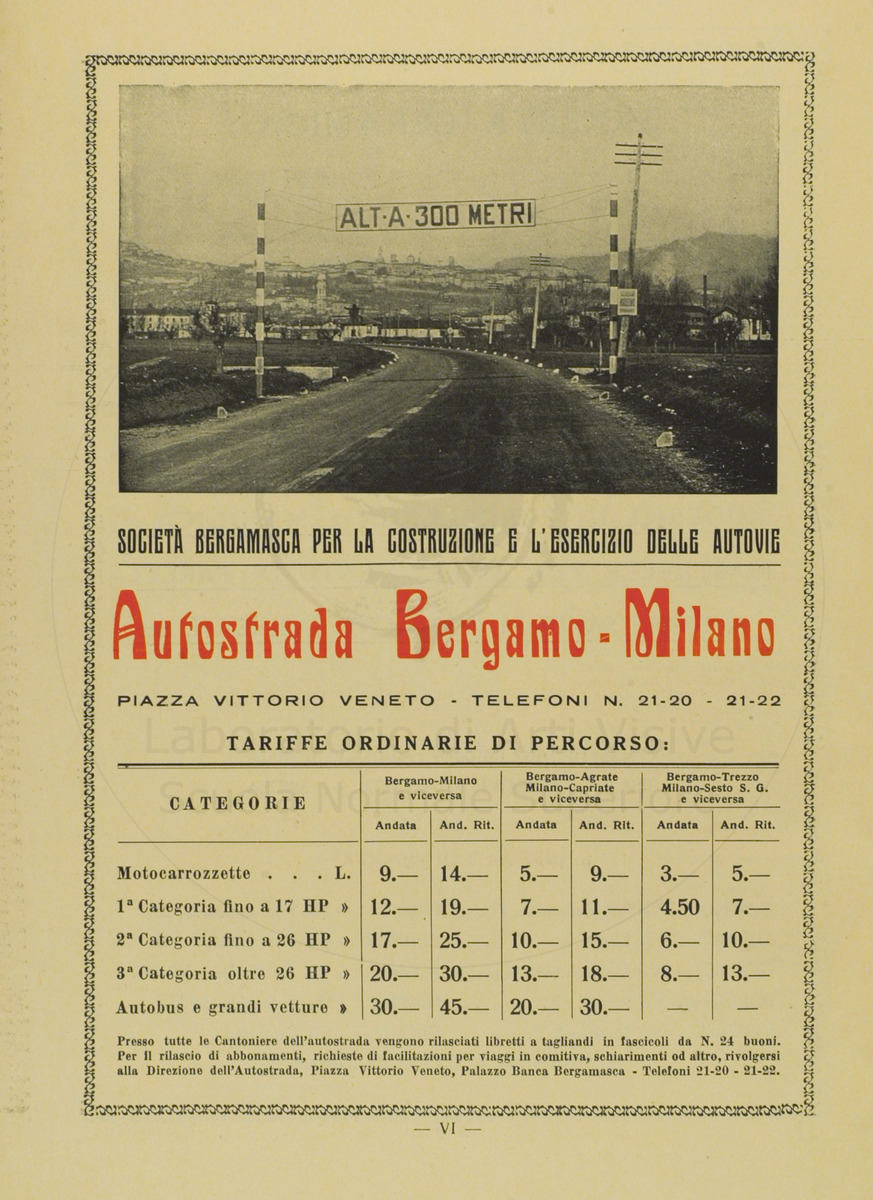 ALT·A·300 METRI
SOCIETÀ BERGAMASCA PER LA COSTRUZIONE E L'ESERCIZIO DELLE AUTOVIE
Autostrada Bergamo - Milano
PIAZZA VITTORIO VENETO - TELEFONI N. 21-20 - 21-22
TARIFFE ORDINARIE DI PERCORSO:
CATEGORIE
Bergamo-Milano
e viceversa
Bergamo-Agrate
Milano-Capriate
e viceversa
Bergamo-Trezzo
Milano-Sesto S. G.
e viceversa
Andata And. Rit. Andata And. Rit. Andata And. Rit.
Motocarrozzette . . . L. 9.— 14.— 5.— 9.— 3.— 5.—
1ª Categoria fino a 17 HP » 12.— 19.— 7.— 11.— 4.50 7.—
2ª Categoria fino a 26 HP » 17.— 25.— 10.— 15.— 6.— 10.—
3ª Categoria oltre 26 HP » 20.— 30.— 13.— 18.— 8.— 13.—
Autobus e grandi vetture » 30.— 45.— 20.— 30.— — —
Presso tutte le Cantoniere dell'autostrada vengono rilasciati libretti a tagliandi in fascicoli da N. 24 buoni.
Per il rilascio di abbonamenti, richieste di facilitazioni per viaggi in comitiva, schiarimenti od altro, rivolgersi
alla Direzione dell'Autostrada, Piazza Vittorio Veneto, Palazzo Banca Bergamasca - Telefoni 21-20 - 21-22.
— VI —